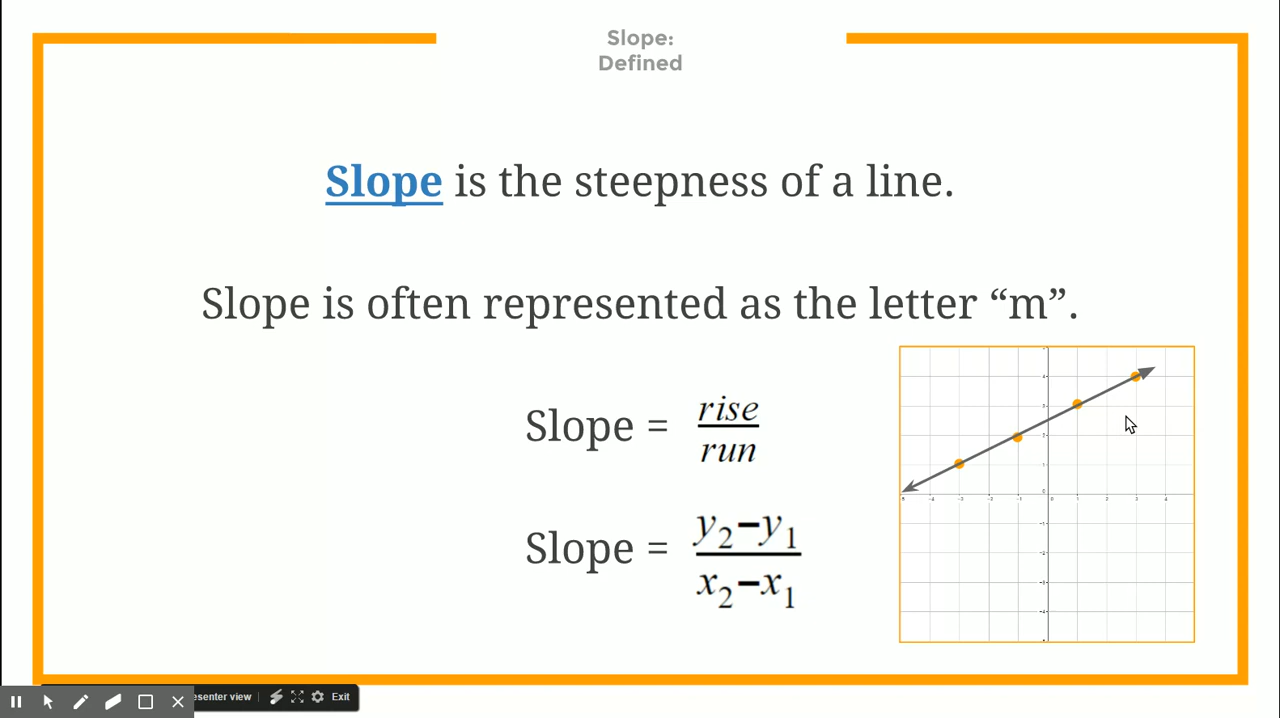 Slope:
Defined
Slope is the steepness of a line.
Slope is often represented as the letter “m”.
Slope = rise
run
Slope = y2−y1
x2−x1
view
Exit